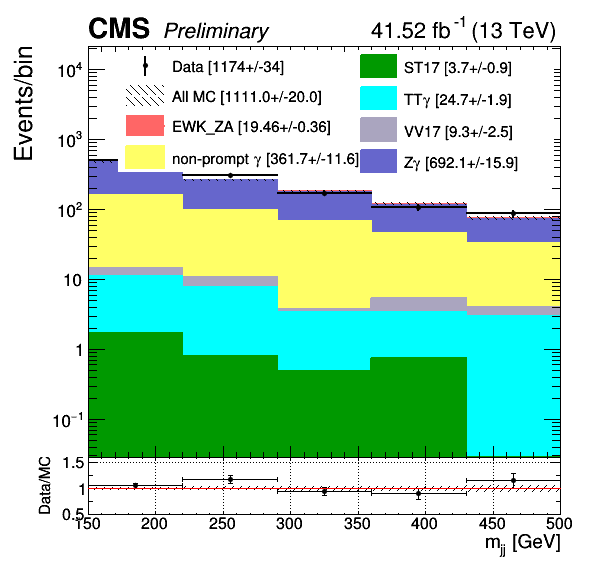 CMS Preliminary 41.52 fb⁻¹ (13 TeV)
Events/bin
10⁴
10³
10²
10
1
10⁻¹
Data [1174+/-34]
All MC [1111.0+/-20.0]
EWK_ZA [19.46+/-0.36]
non-prompt γ [361.7+/-11.6]
ST17 [3.7+/-0.9]
TTγ [24.7+/-1.9]
VV17 [9.3+/-2.5]
Zγ [692.1+/-15.9]
Data/MC
1.5
1
0.5
150 200 250 300 350 400 450 500
m_jj [GeV]